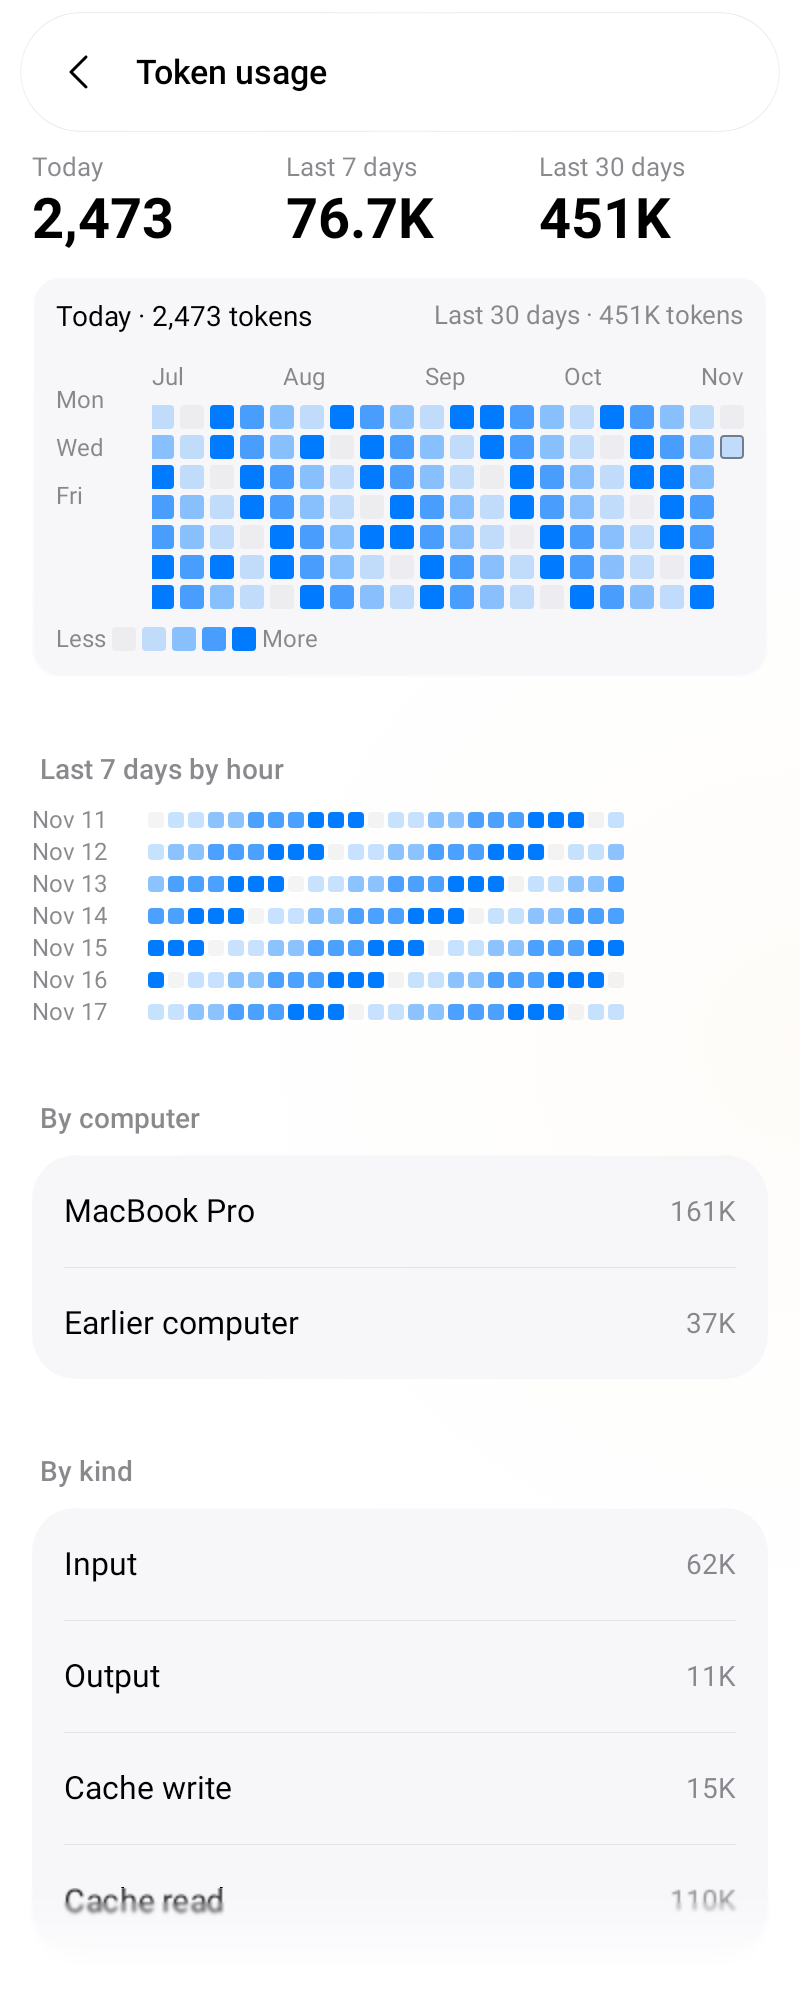 Token usage
Today
2,473
Last 7 days
76.7K
Last 30 days
451K
Today · 2,473 tokens
Last 30 days · 451K tokens
Jul Aug Sep Oct Nov
Mon
Wed
Fri
Less More
Last 7 days by hour
Nov 11
Nov 12
Nov 13
Nov 14
Nov 15
Nov 16
Nov 17
By computer
MacBook Pro 161K
Earlier computer 37K
By kind
Input 62K
Output 11K
Cache write 15K
Cache read 110K